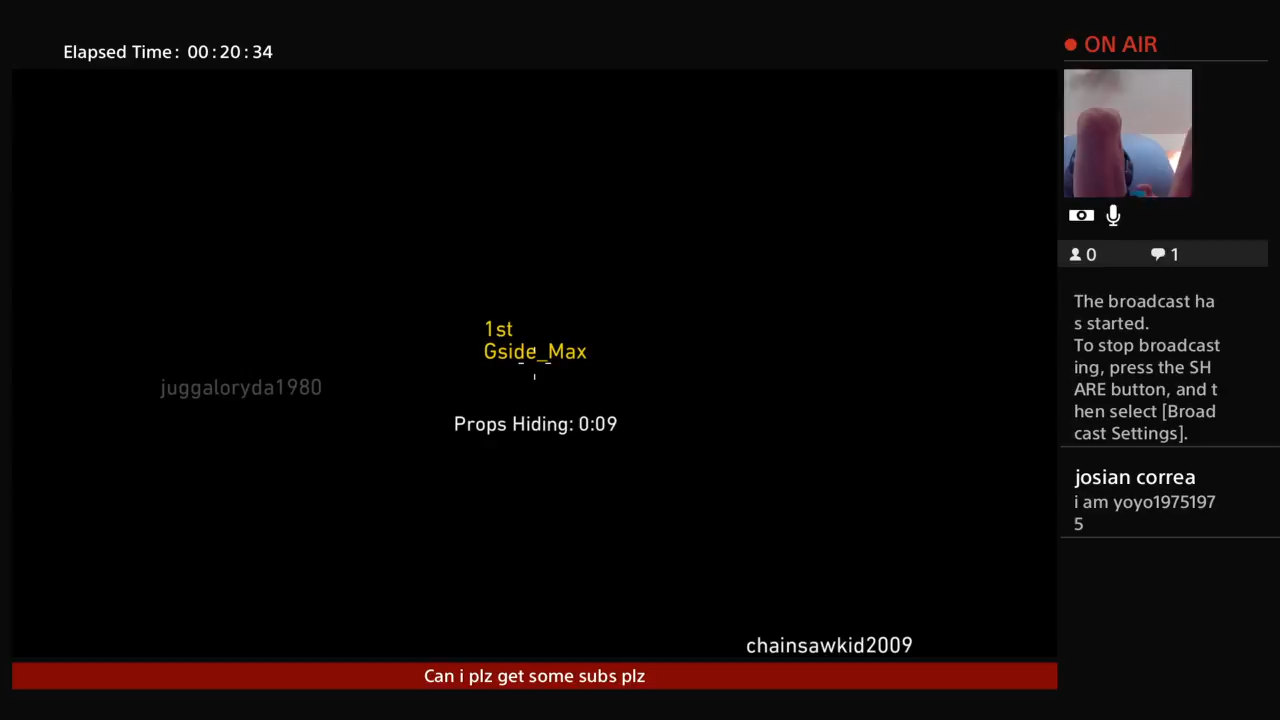 Elapsed Time: 00:20:34
ON AIR
0
1
The broadcast ha
s started.
To stop broadcast
ing, press the SH
ARE button, and t
hen select [Broad
cast Settings].
josian correa
i am yoyo1975197
5
1st
Gside_Max
juggaloryda1980
Props Hiding: 0:09
chainsawkid2009
Can i plz get some subs plz